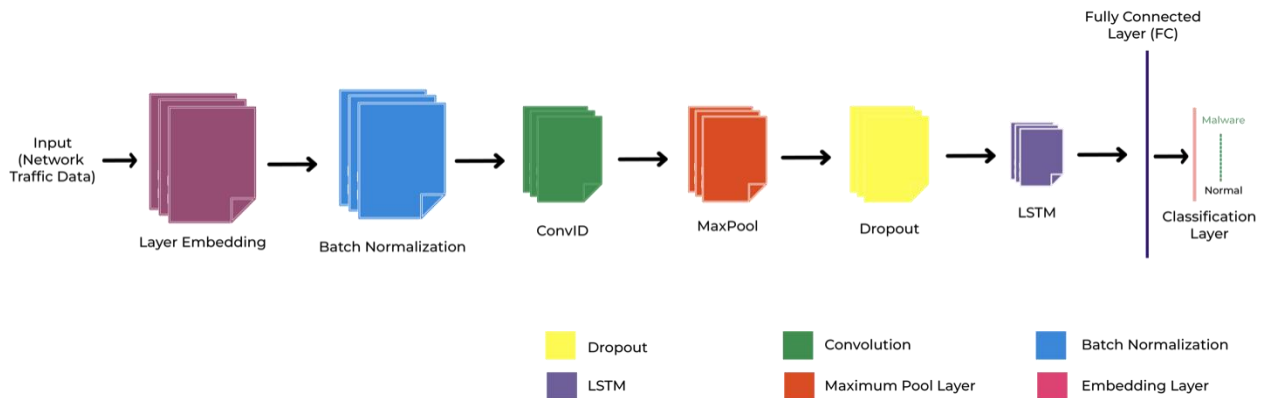 Fully Connected
Layer (FC)
Input
(Network
Traffic Data)
Malware
Normal
Layer Embedding
Batch Normalization
ConvID
MaxPool
Dropout
LSTM
Classification
Layer
Dropout
Convolution
Batch Normalization
LSTM
Maximum Pool Layer
Embedding Layer